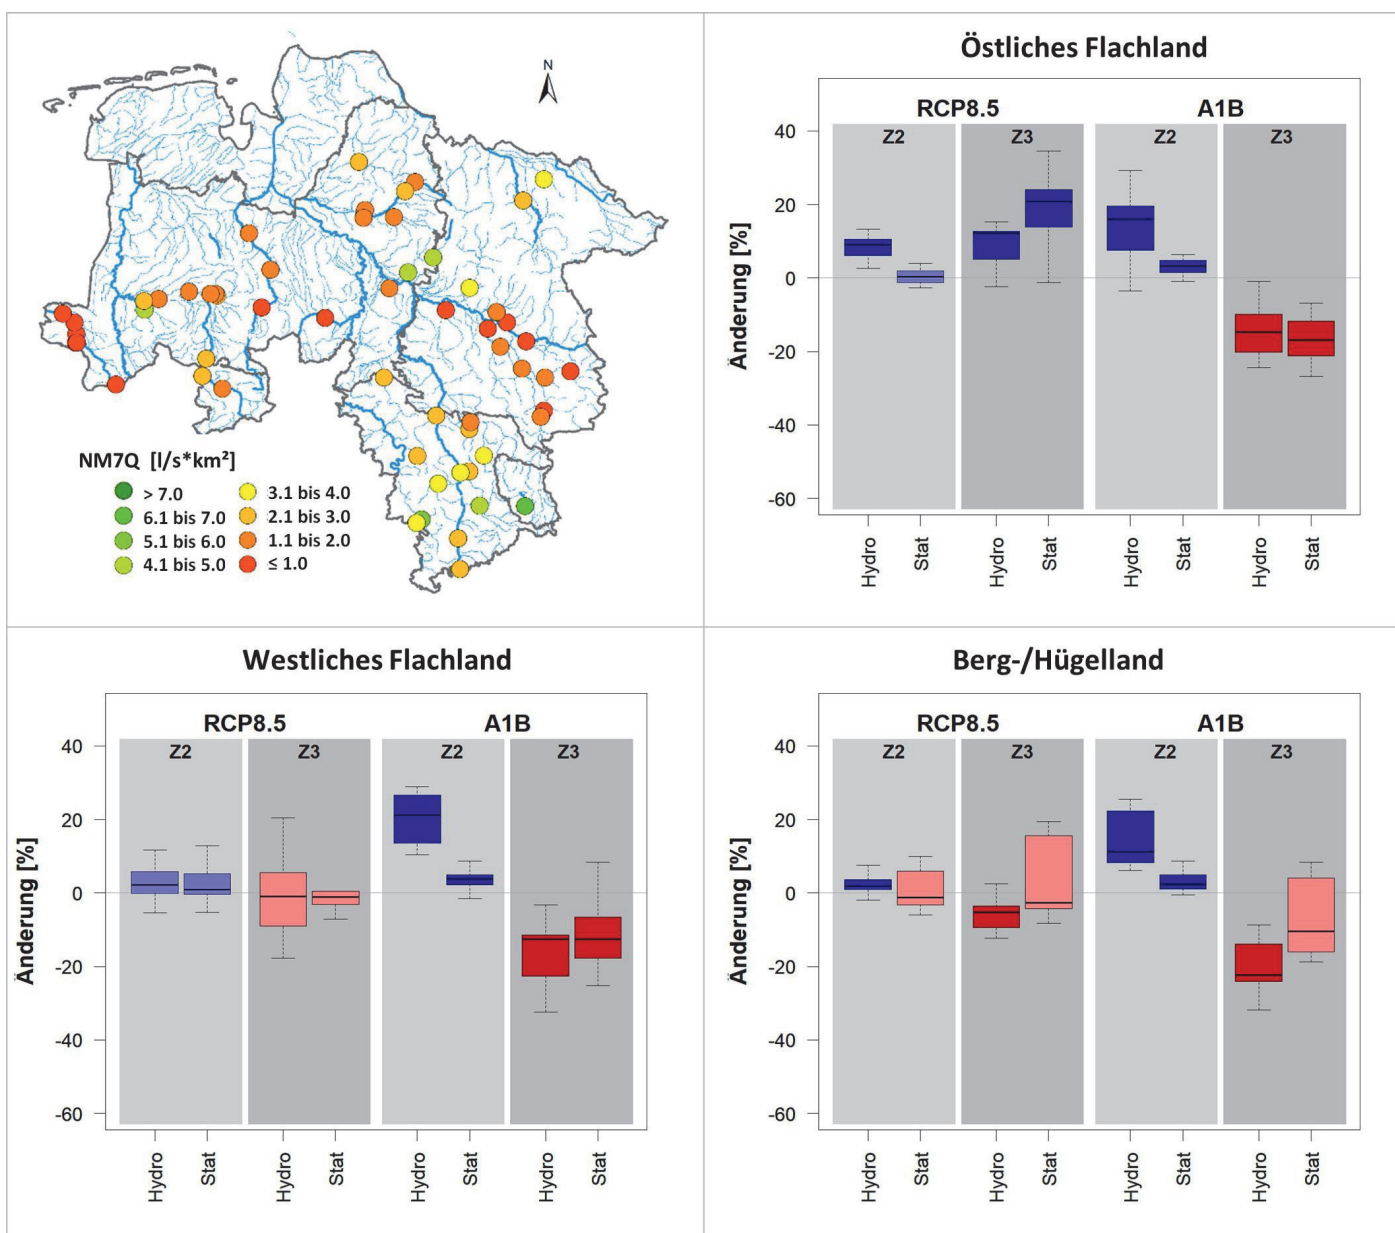 N
NM7Q [l/s*km²]
> 7.0
6.1 bis 7.0
5.1 bis 6.0
4.1 bis 5.0
3.1 bis 4.0
2.1 bis 3.0
1.1 bis 2.0
≤ 1.0
Östliches Flachland
RCP8.5 A1B
Z2 Z3 Z2 Z3
Änderung [%]
40
20
0
-20
-40
-60
Hydro Stat Hydro Stat Hydro Stat Hydro Stat
Westliches Flachland
RCP8.5 A1B
Z2 Z3 Z2 Z3
Änderung [%]
40
20
0
-20
-40
-60
Hydro Stat Hydro Stat Hydro Stat Hydro Stat
Berg-/Hügelland
RCP8.5 A1B
Z2 Z3 Z2 Z3
Änderung [%]
40
20
0
-20
-40
-60
Hydro Stat Hydro Stat Hydro Stat Hydro Stat